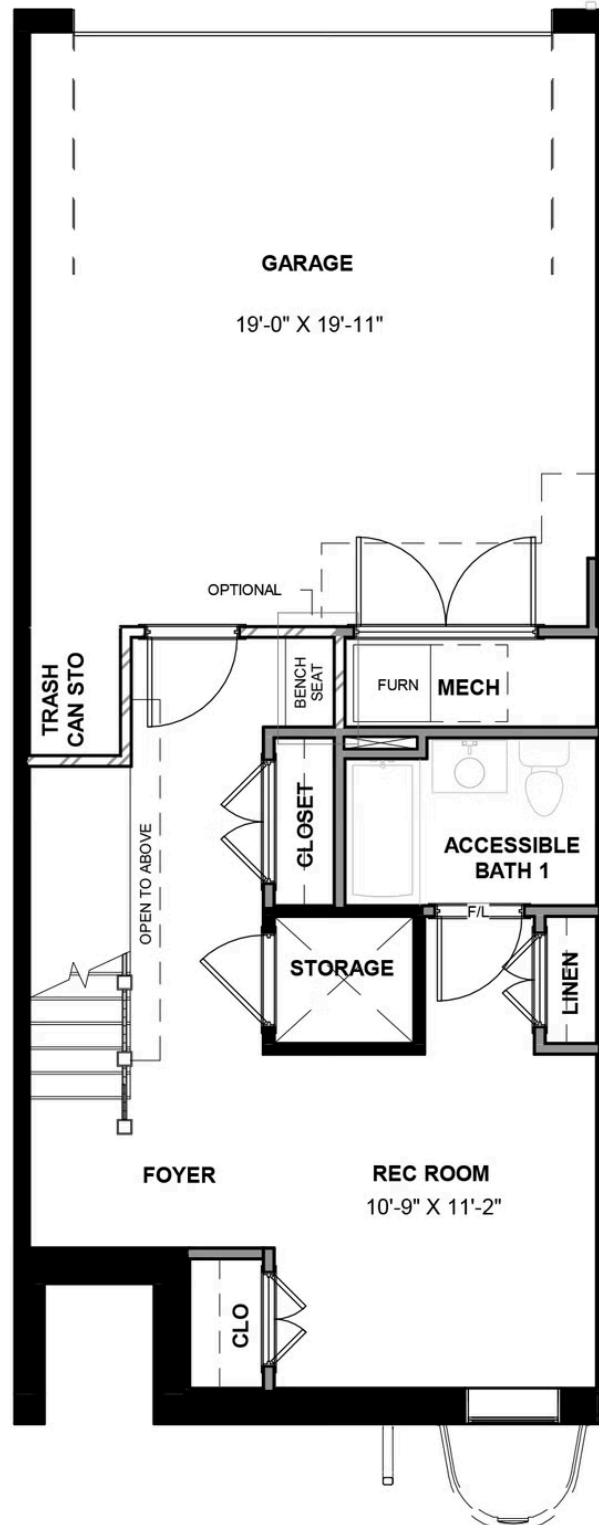 GARAGE
19'-0" X 19'-11"
OPTIONAL
TRASH
CAN STO
BENCH
SEAT
FURN
MECH
CLOSET
ACCESSIBLE
BATH 1
OPEN TO ABOVE
F/L
STORAGE
LINEN
FOYER
REC ROOM
10'-9" X 11'-2"
CLO